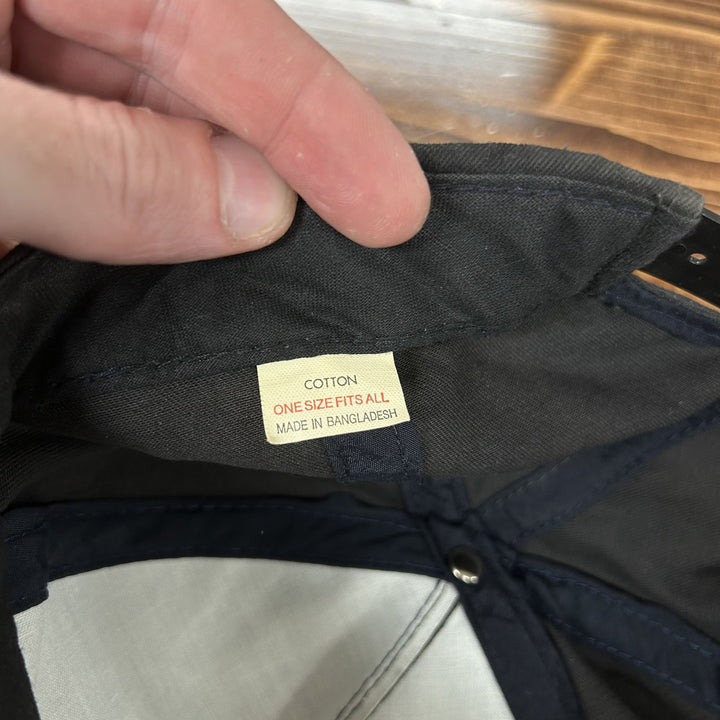 COTTON
ONE SIZE FITS ALL
MADE IN BANGLADESH